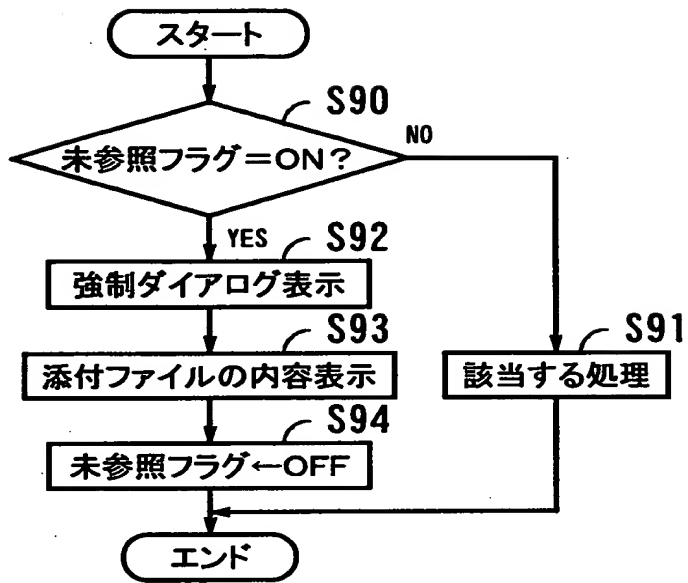 スタート
S90
未参照フラグ=ON?
NO
YES
S92
強制ダイアログ表示
S93
S91
添付ファイルの内容表示
該当する処理
S94
未参照フラグ←OFF
エンド